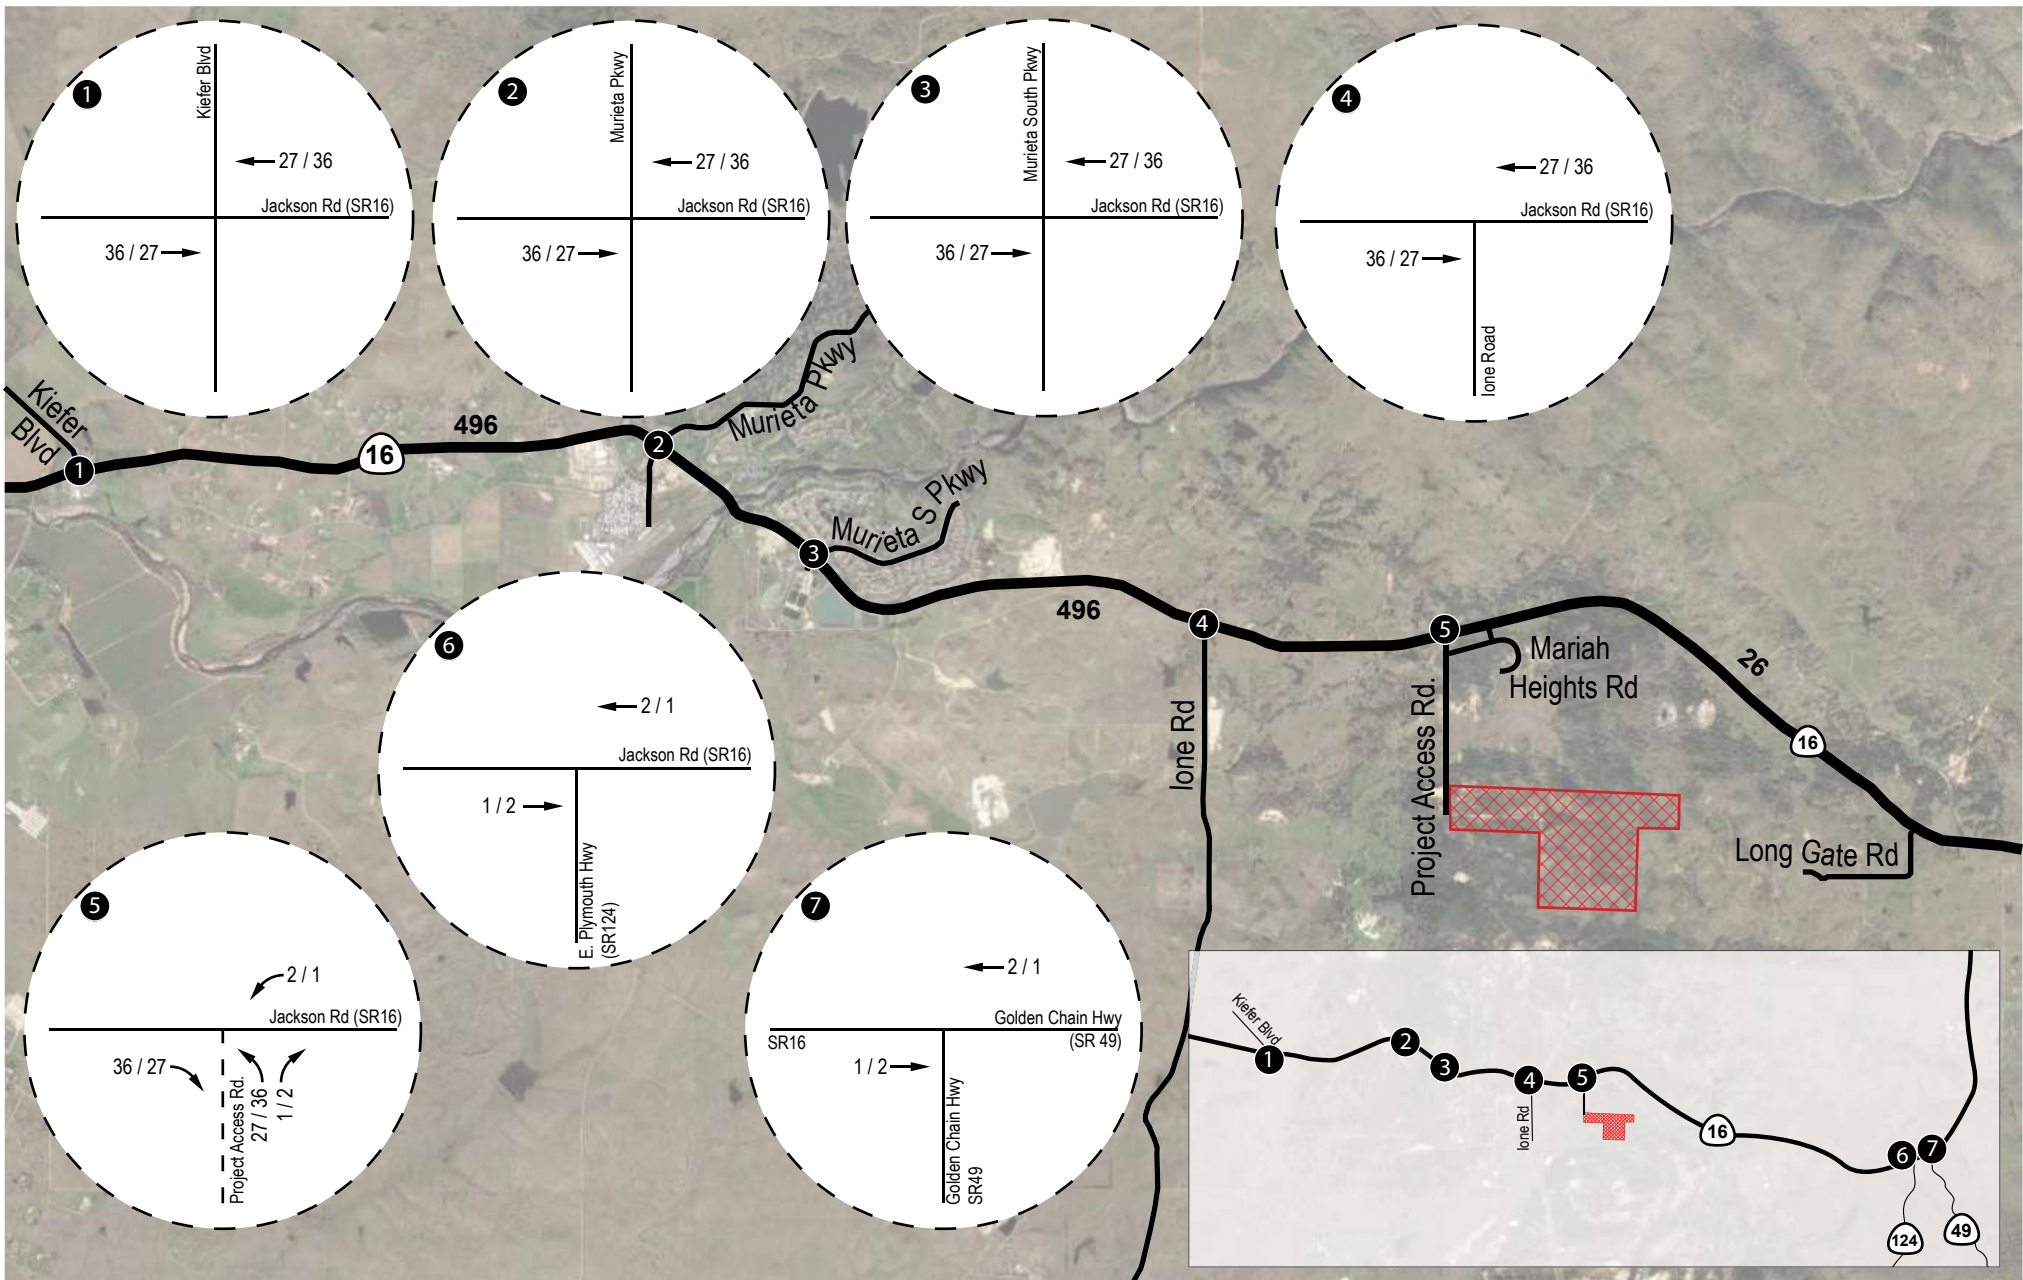 1
Kiefer Blvd
27 / 36
Jackson Rd (SR16)
36 / 27
2
Murieta Pkwy
27 / 36
Jackson Rd (SR16)
36 / 27
3
Murieta South Pkwy
27 / 36
Jackson Rd (SR16)
36 / 27
4
27 / 36
Jackson Rd (SR16)
36 / 27
Ione Road
Kiefer
Blvd
1
16
496
2
Murieta Pkwy
3
Murieta S Pkwy
496
4
Ione Rd
5
Mariah
Heights Rd
Project Access Rd.
26
16
Long Gate Rd
6
2 / 1
Jackson Rd (SR16)
1 / 2
E. Plymouth Hwy
(SR124)
5
2 / 1
Jackson Rd (SR16)
36 / 27
Project Access Rd.
27 / 36
1 / 2
7
2 / 1
Golden Chain Hwy
(SR 49)
SR16
1 / 2
Golden Chain Hwy
SR49
Kiefer Blvd
1
2
3
4
5
Ione Rd
16
6
7
124
49